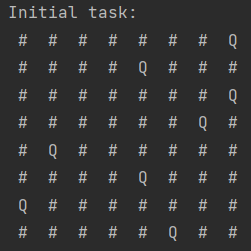 Initial task:
# # # # # # # Q
# # # # Q # # #
# # # # # # # Q
# # # # # # Q #
# Q # # # # # #
# # # # Q # # #
Q # # # # # # #
# # # # # Q # #